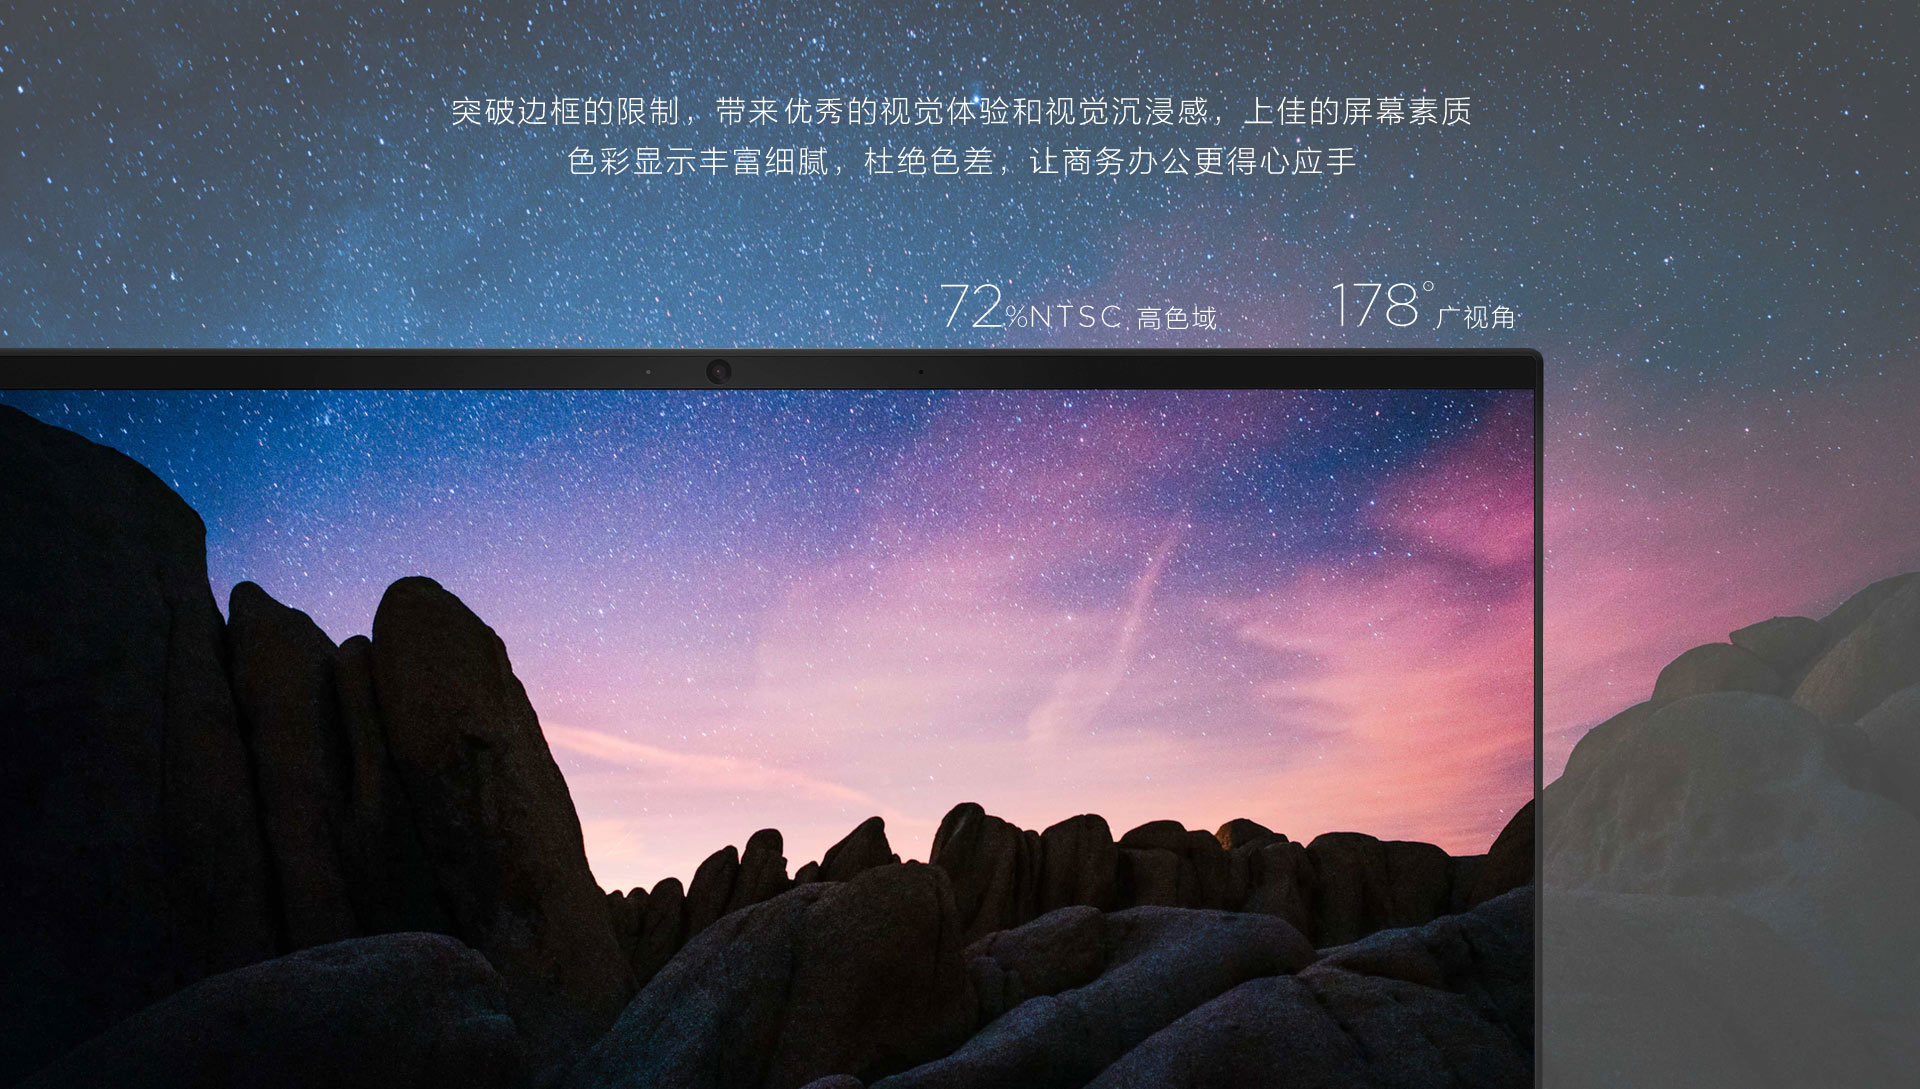 突破边框的限制，带来优秀的视觉体验和视觉沉浸感，上佳的屏幕素质
色彩显示丰富细腻，杜绝色差，让商务办公更得心应手
72%NTSC 高色域
178°广视角